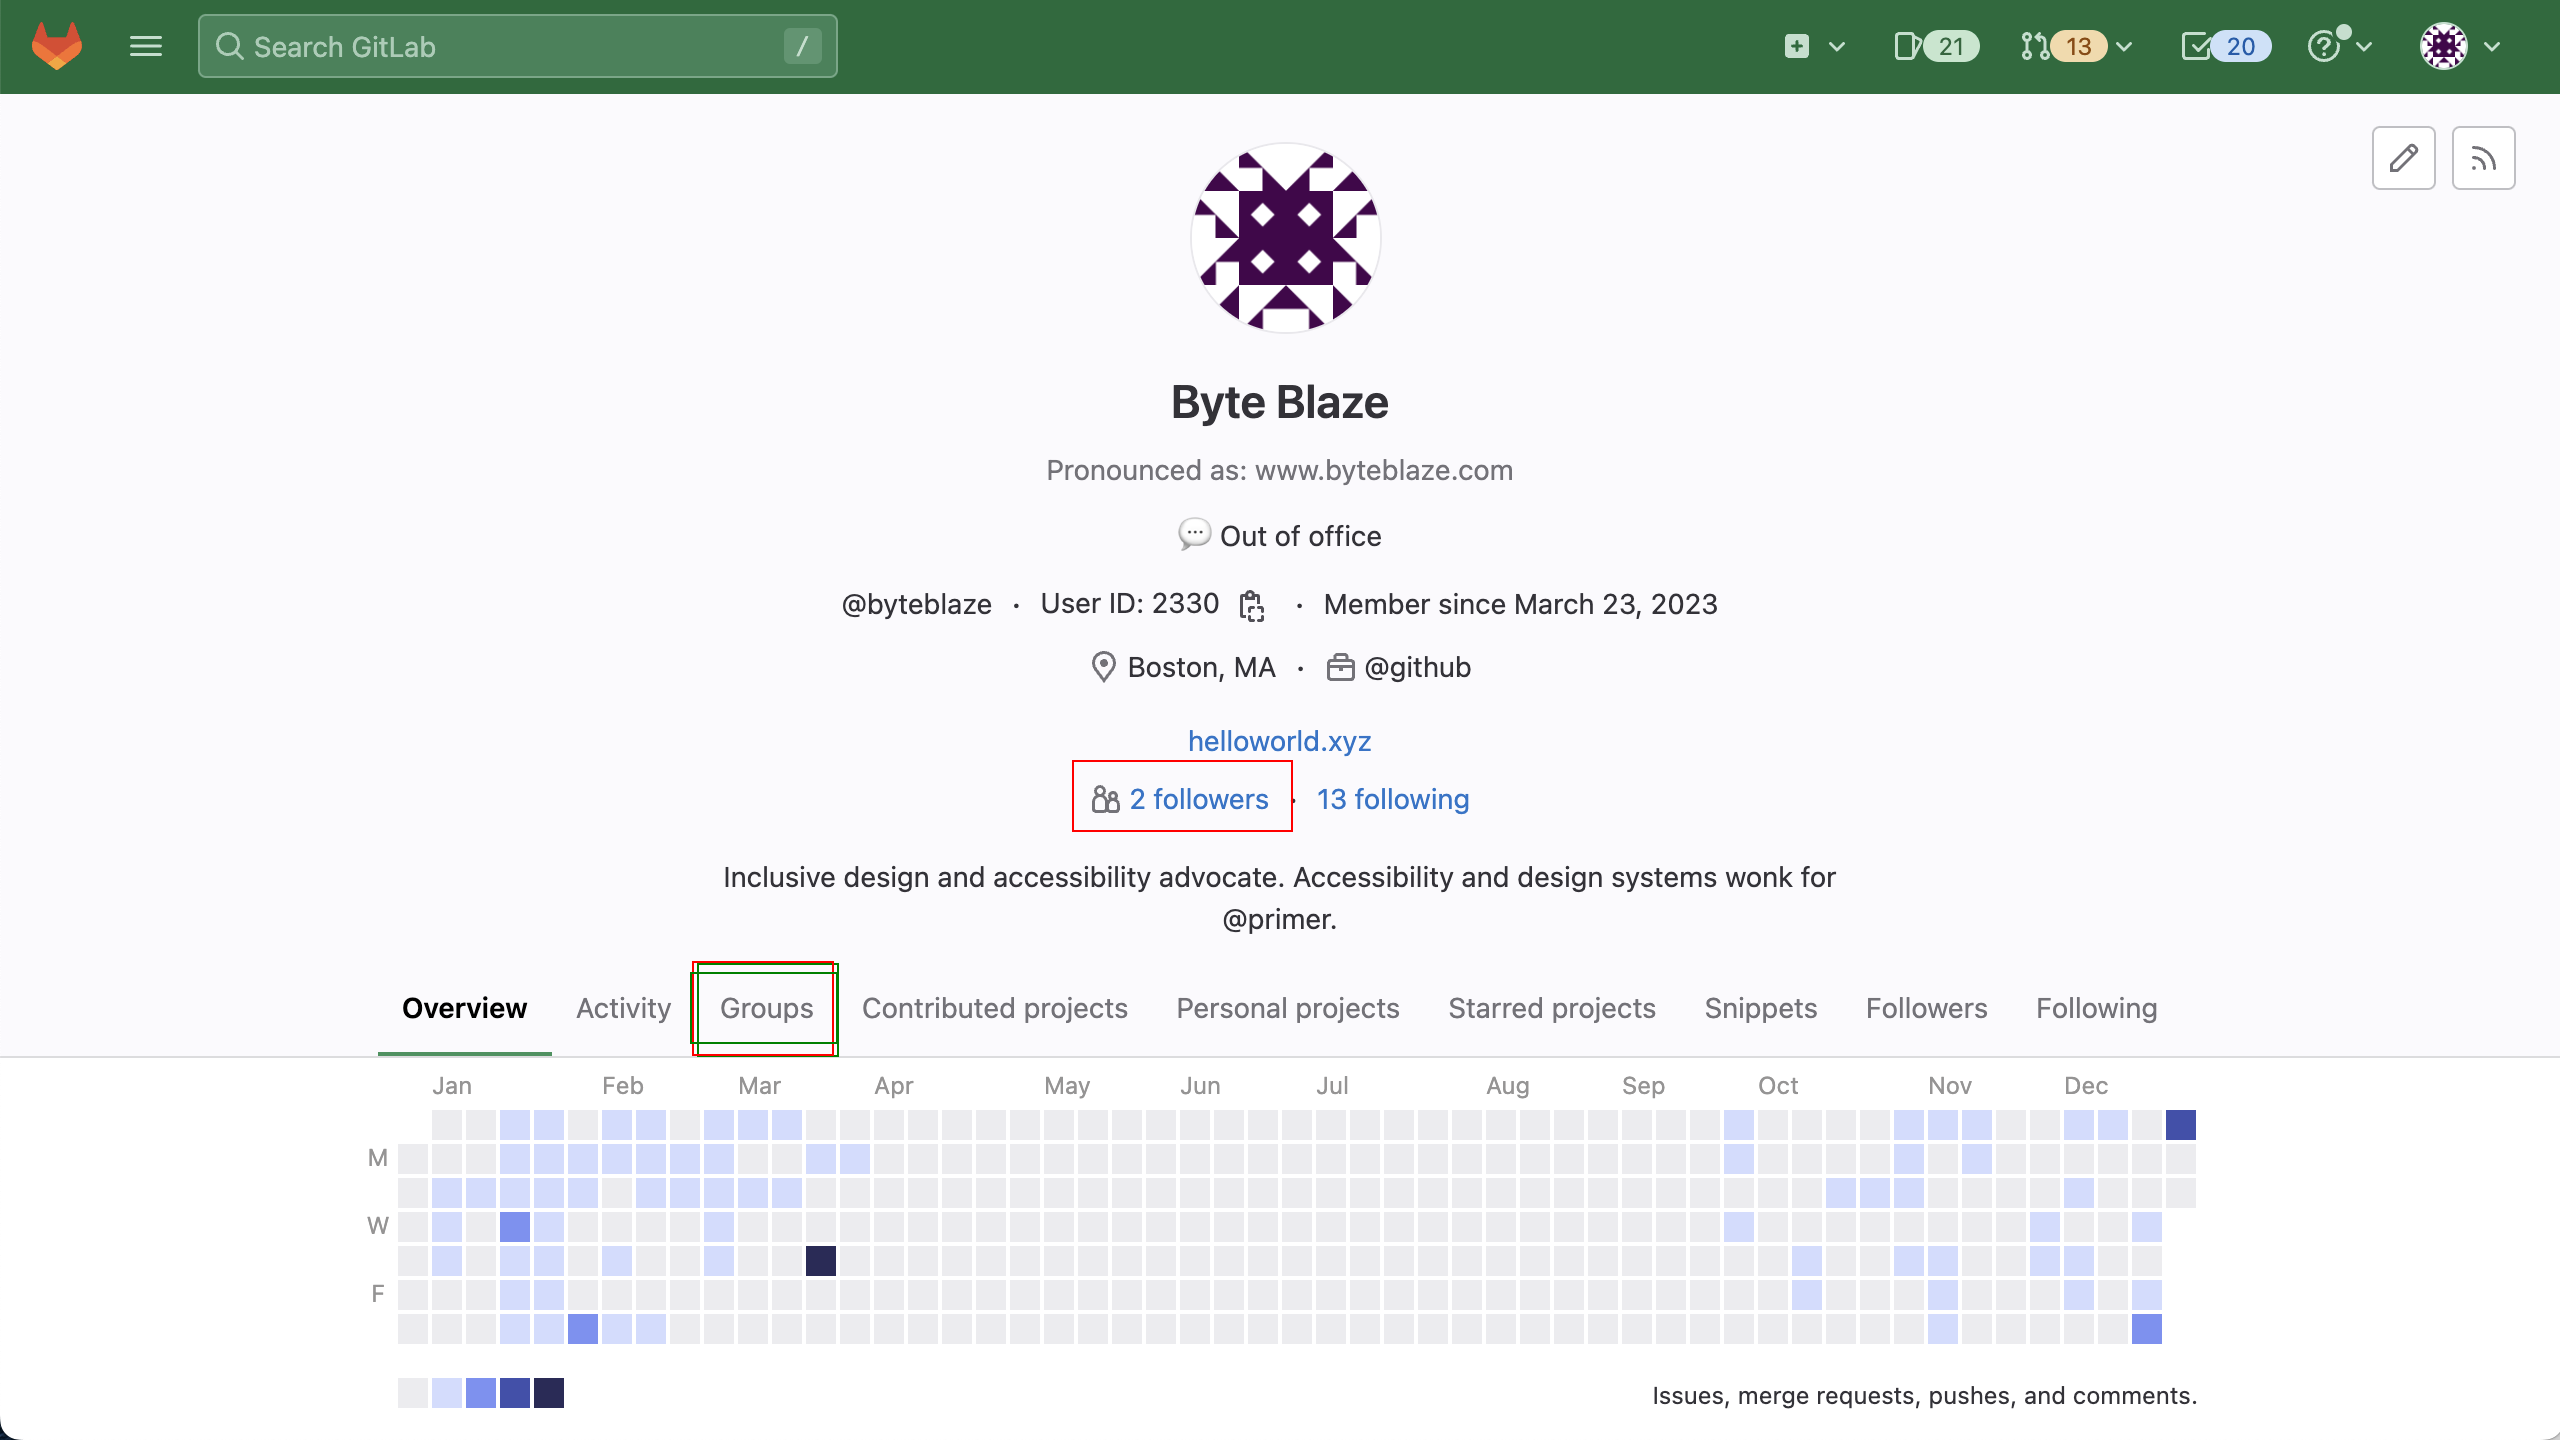 Search GitLab /
21 13 20
Byte Blaze
Pronounced as: www.byteblaze.com
Out of office
@byteblaze · User ID: 2330 · Member since March 23, 2023
Boston, MA · @github
helloworld.xyz
2 followers · 13 following
Inclusive design and accessibility advocate. Accessibility and design systems wonk for
@primer.
Overview Activity Groups Contributed projects Personal projects Starred projects Snippets Followers Following
Jan Feb Mar Apr May Jun Jul Aug Sep Oct Nov Dec
M
W
F
Issues, merge requests, pushes, and comments.